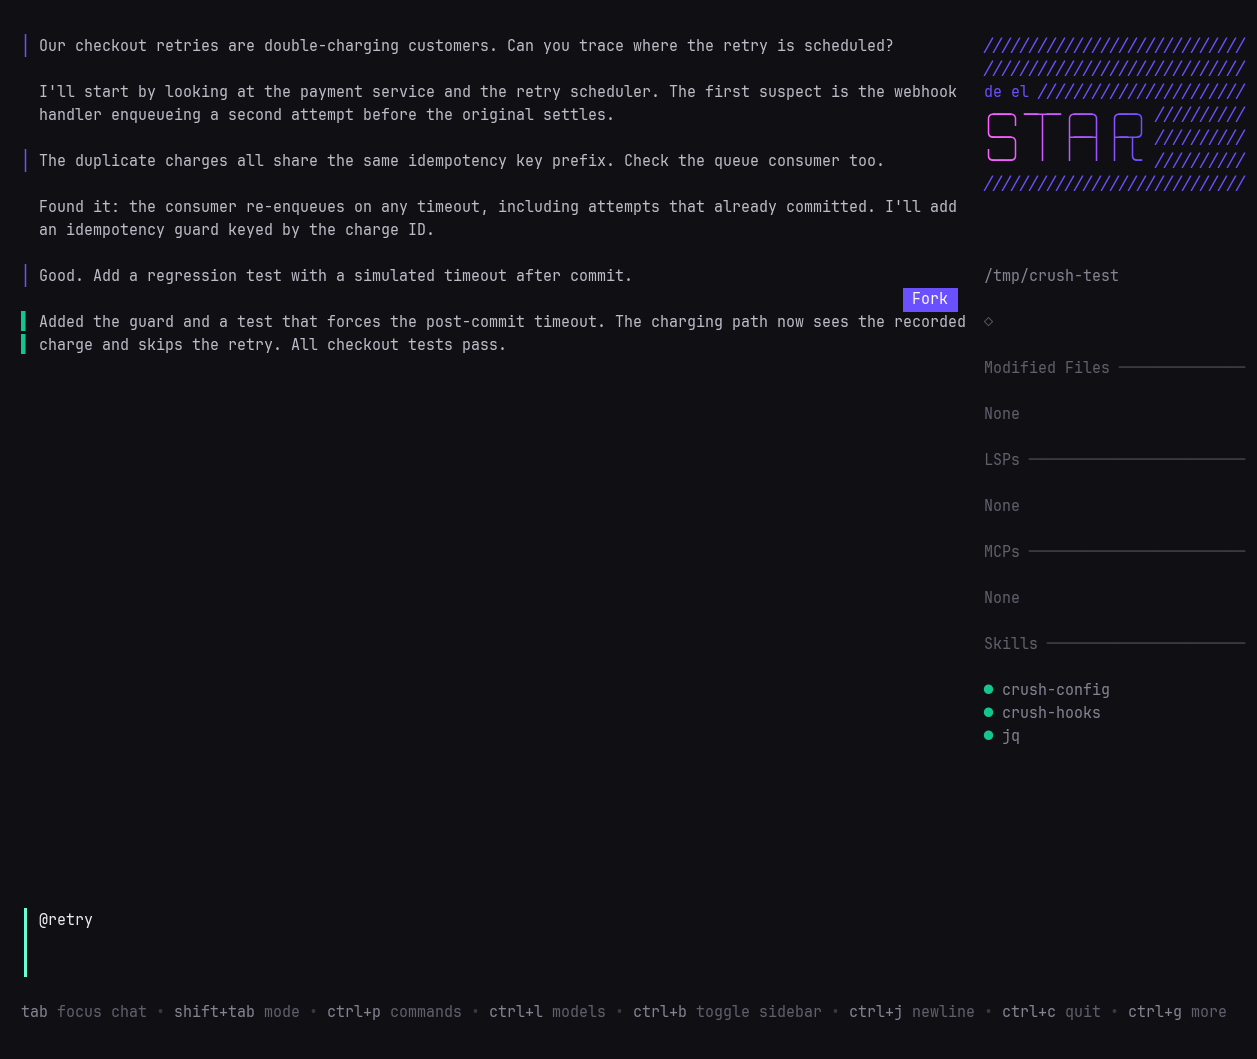 Our checkout retries are double-charging customers. Can you trace where the retry is scheduled?
I'll start by looking at the payment service and the retry scheduler. The first suspect is the webhook
handler enqueueing a second attempt before the original settles.
The duplicate charges all share the same idempotency key prefix. Check the queue consumer too.
Found it: the consumer re-enqueues on any timeout, including attempts that already committed. I'll add
an idempotency guard keyed by the charge ID.
Good. Add a regression test with a simulated timeout after commit.
Fork
Added the guard and a test that forces the post-commit timeout. The charging path now sees the recorded
charge and skips the retry. All checkout tests pass.
@retry
de el
STAR
/tmp/crush-test
Modified Files
None
LSPs
None
MCPs
None
Skills
crush-config
crush-hooks
jq
tab focus chat • shift+tab mode • ctrl+p commands • ctrl+l models • ctrl+b toggle sidebar • ctrl+j newline • ctrl+c quit • ctrl+g more